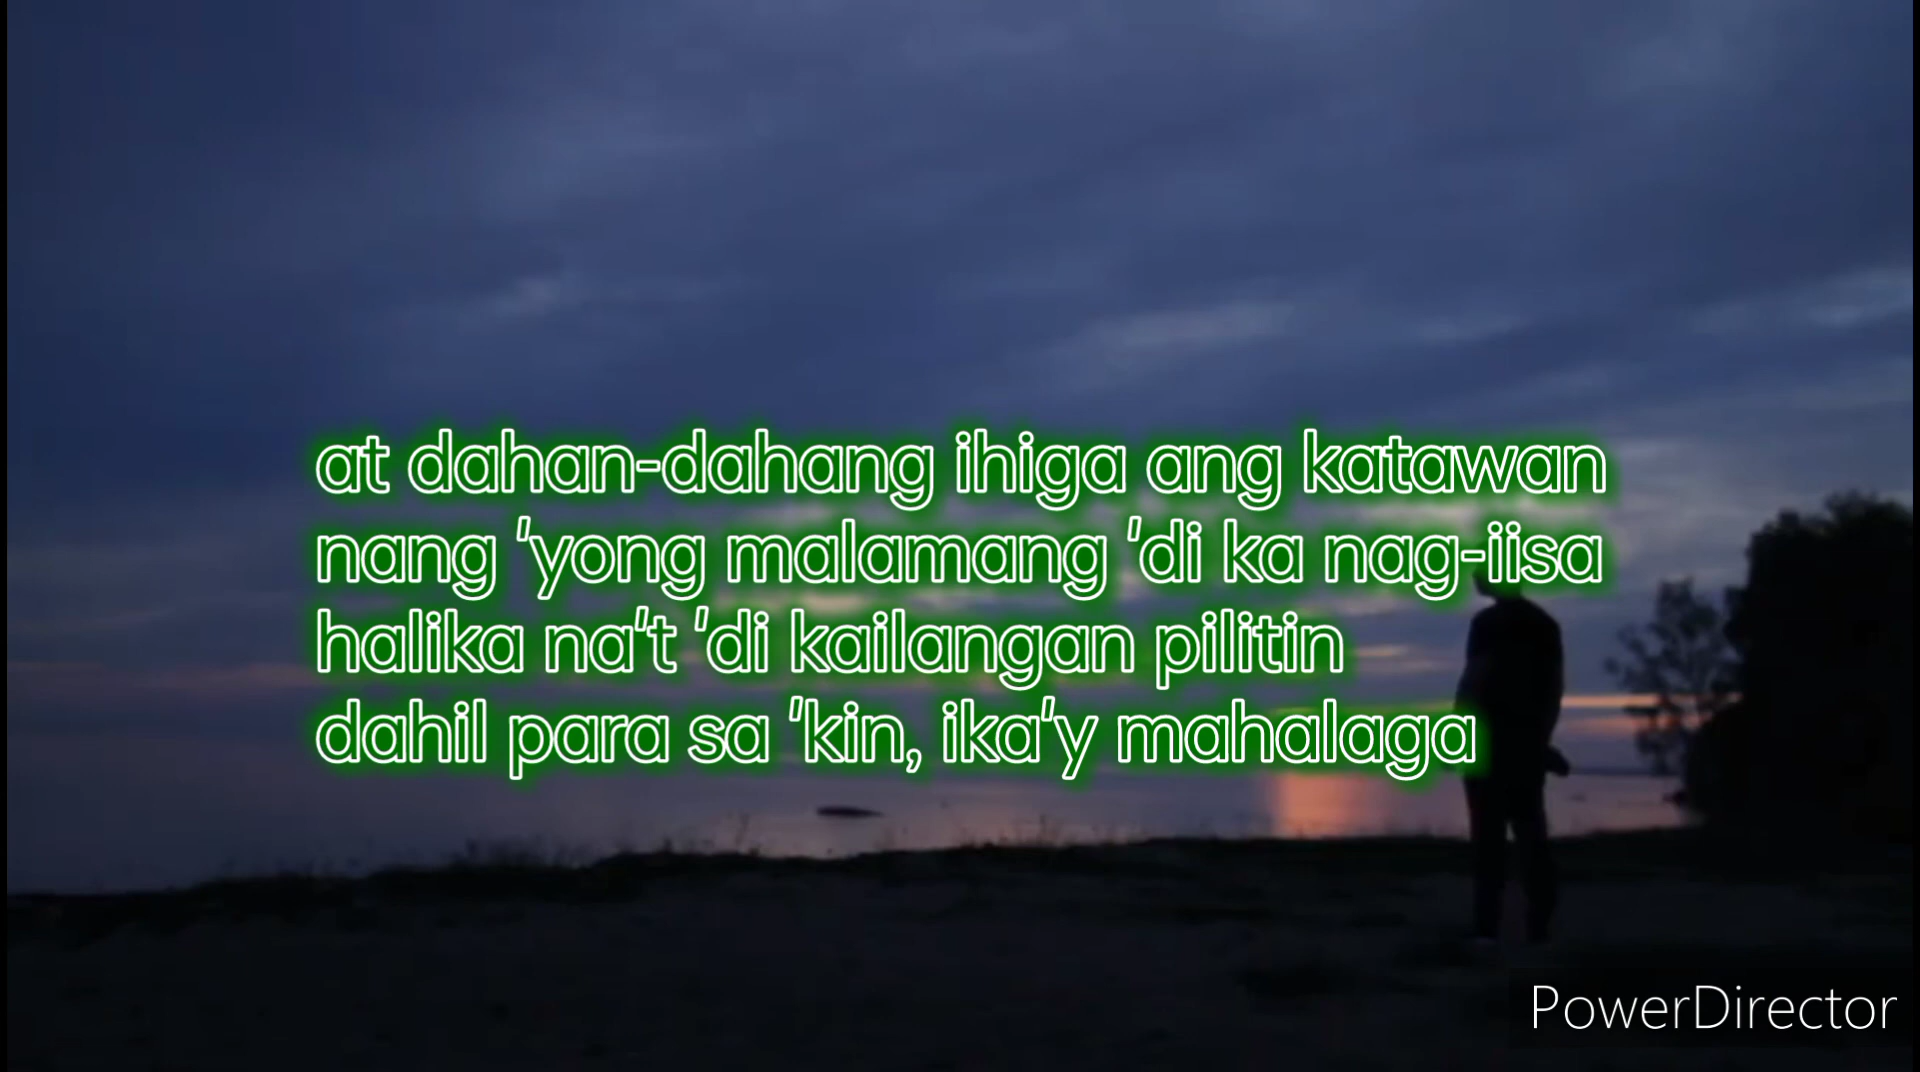 at dahan-dahang ihiga ang katawan
nang 'yong malamang 'di ka nag-iisa
halika na't 'di kailangan pilitin
dahil para sa 'kin, ika'y mahalaga
PowerDirector